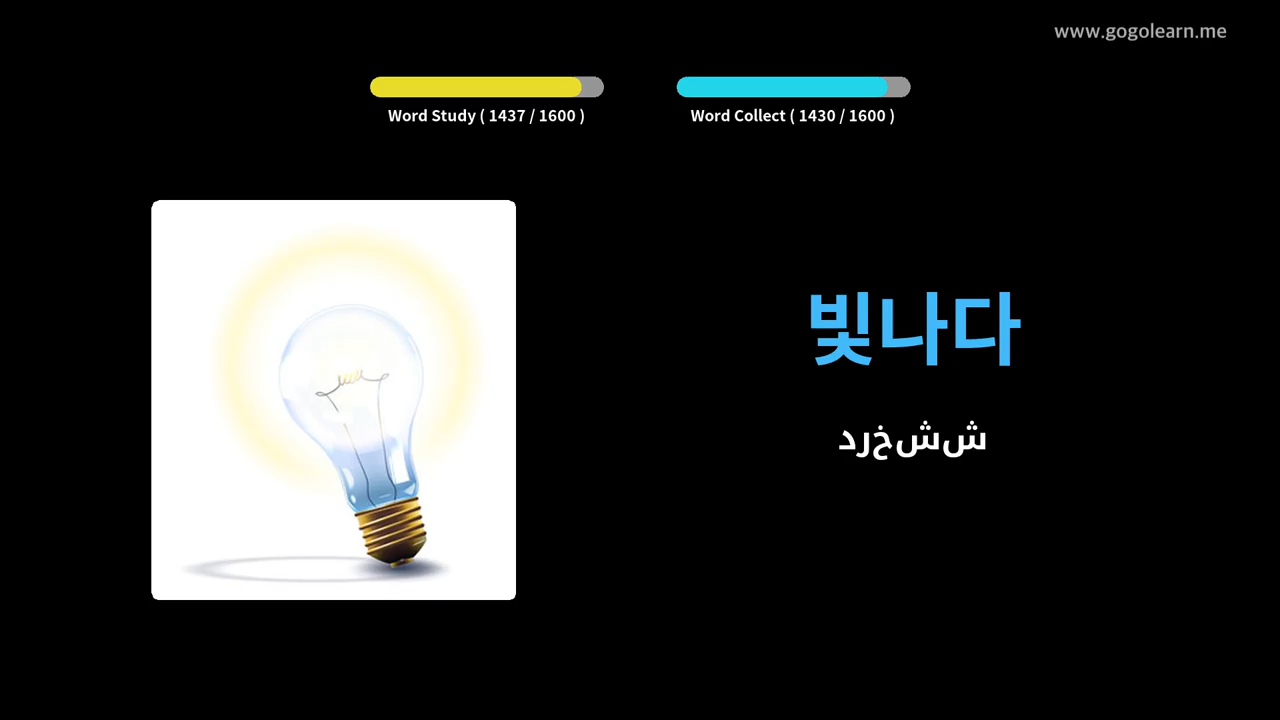 www.gogolearn.me
Word Study ( 1437 / 1600 )
Word Collect ( 1430 / 1600 )
빛나다
درخشش